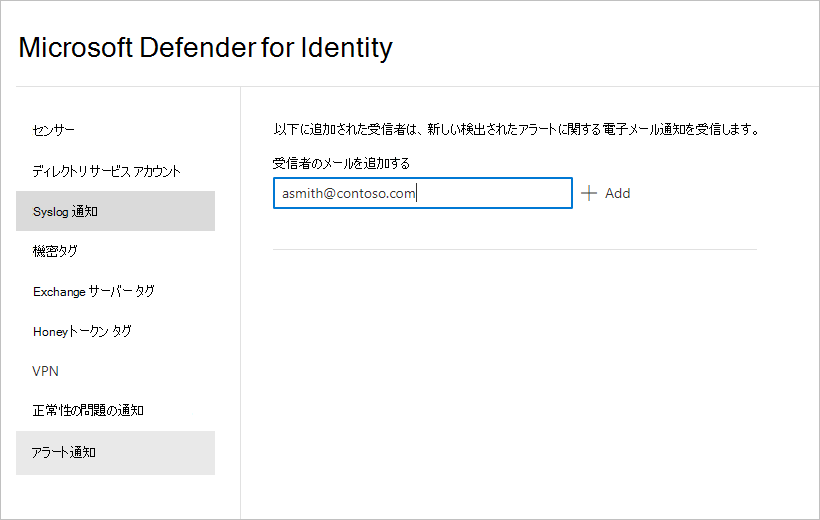 Microsoft Defender for Identity
センサー
ディレクトリ サービス アカウント
Syslog 通知
機密タグ
Exchange サーバー タグ
Honeyトークン タグ
VPN
正常性の問題の通知
アラート通知
以下に追加された受信者は、新しい検出されたアラートに関する電子メール通知を受信します。
受信者のメールを追加する
asmith@contoso.com
Add